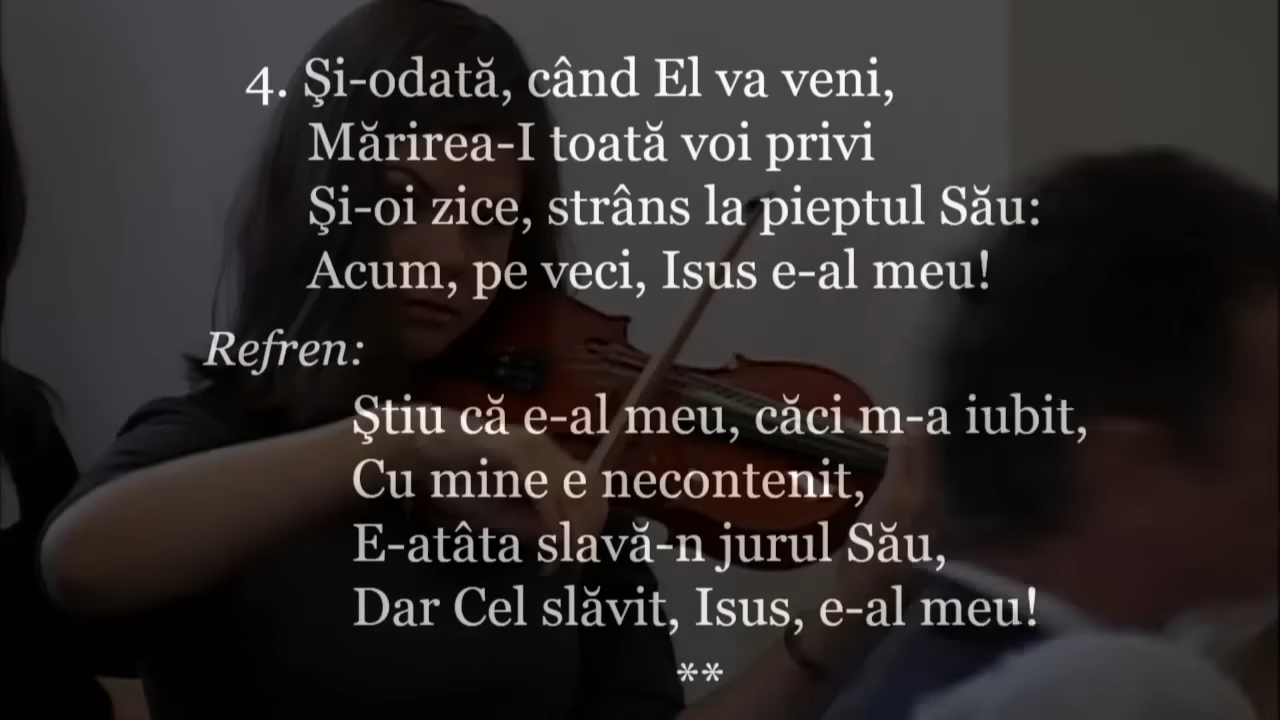 4. Şi-odată, când El va veni,
Mărirea-I toată voi privi
Şi-oi zice, strâns la pieptul Său:
Acum, pe veci, Isus e-al meu!
Refren:
Ştiu că e-al meu, căci m-a iubit,
Cu mine e necontenit,
E-atâta slavă-n jurul Său,
Dar Cel slăvit, Isus, e-al meu!
**